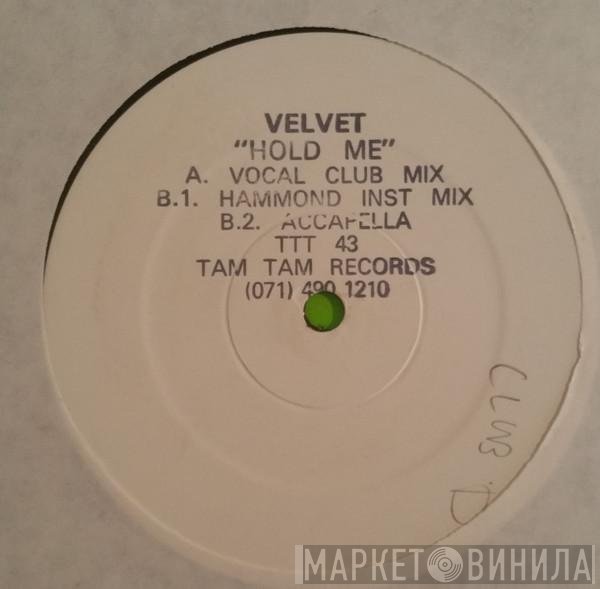 VELVET
"HOLD ME"
A. VOCAL CLUB MIX
B.1. HAMMOND INST MIX
B.2. ACCAPELLA
TTT 43
TAM TAM RECORDS
(071) 490 1210
CLUB D
МАРКЕТ ВИНИЛА